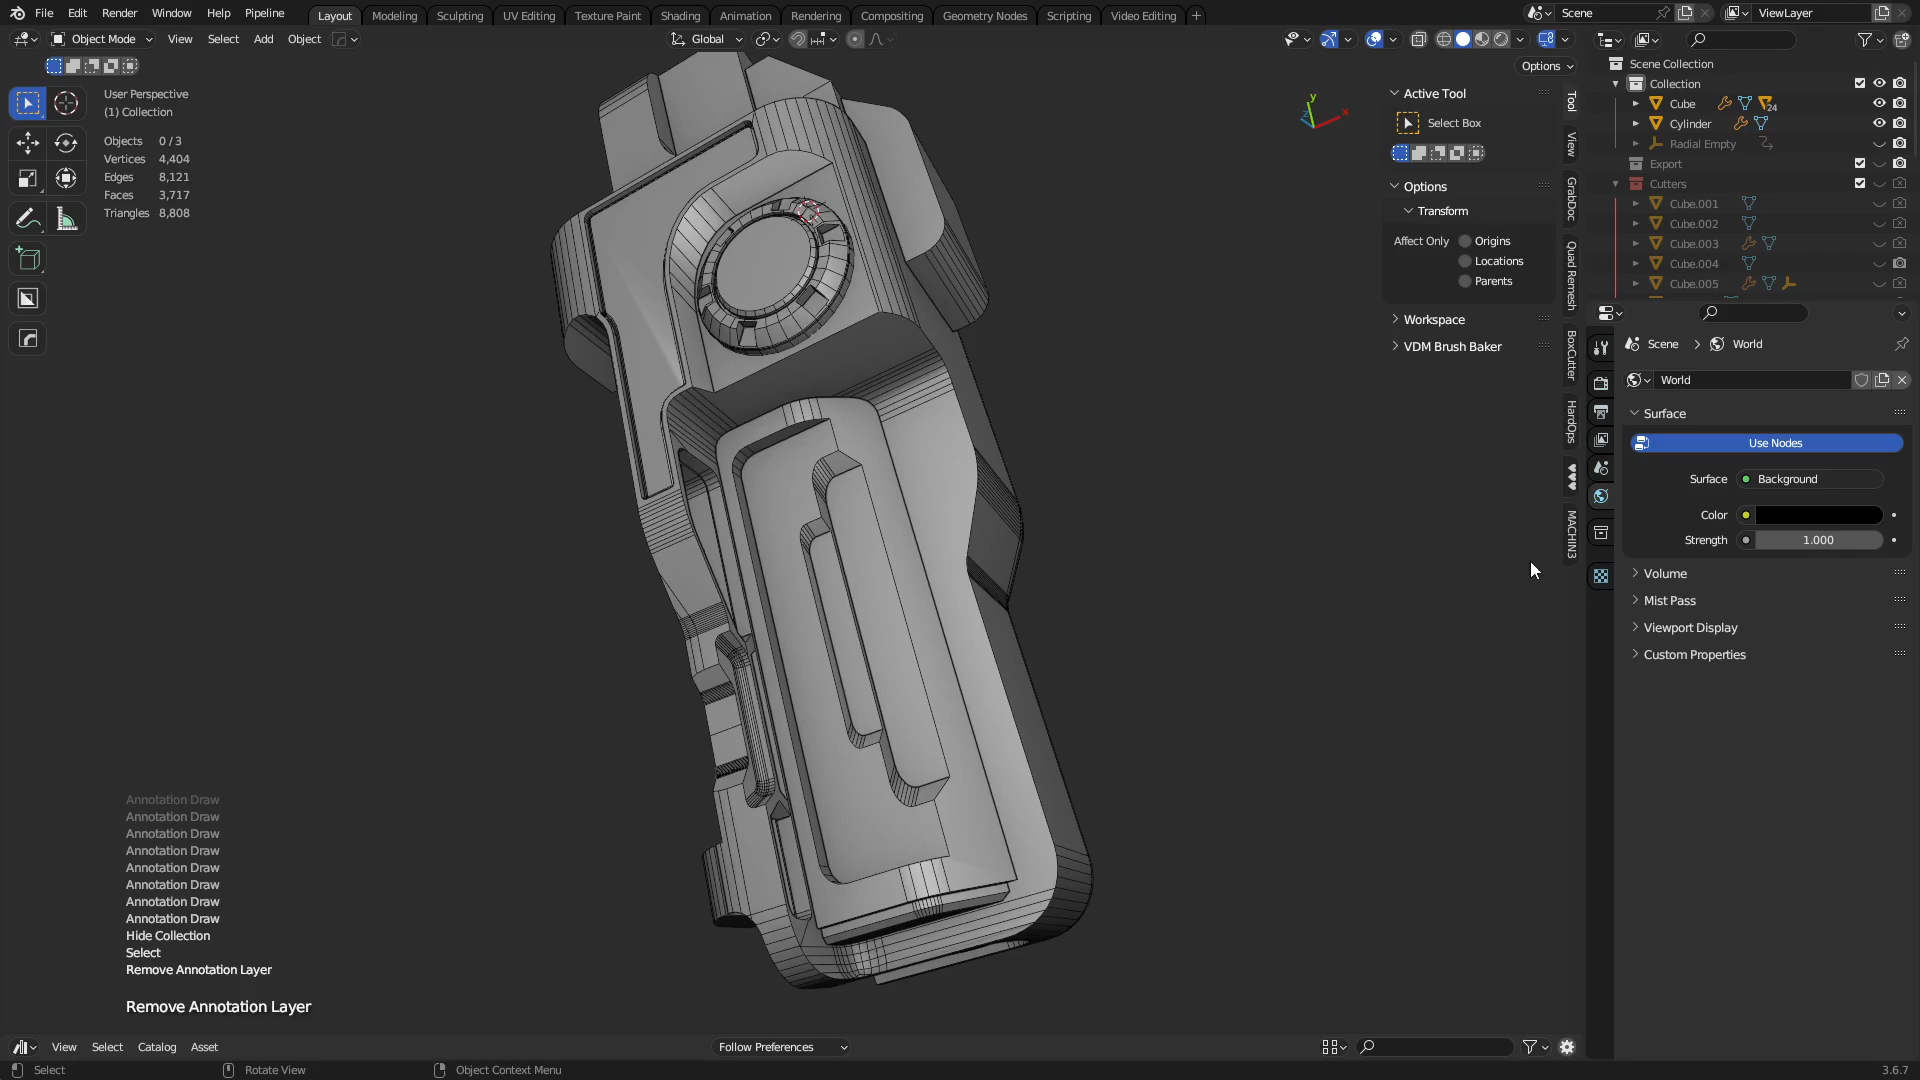 File Edit Render Window Help Pipeline
Layout Modeling Sculpting UV Editing Texture Paint Shading Animation Rendering Compositing Geometry Nodes Scripting Video Editing +
Scene
ViewLayer
Object Mode View Select Add Object
Global
Options
User Perspective
(1) Collection
Objects 0 / 3
Vertices 4,404
Edges 8,121
Faces 3,717
Triangles 8,808
Y
X
Z
Active Tool
Select Box
Options
Transform
Affect Only Origins
Locations
Parents
Workspace
VDM Brush Baker
Tool
View
GrabDoc
Quad Remesh
BoxCutter
HardOps
MACHIN3
Scene Collection
Collection
Cube 24
Cylinder
Radial Empty
Export
Cutters
Cube.001
Cube.002
Cube.003
Cube.004
Cube.005
Scene > World
World
Surface
Use Nodes
Surface Background
Color
Strength 1.000
Volume
Mist Pass
Viewport Display
Custom Properties
Annotation Draw
Annotation Draw
Annotation Draw
Annotation Draw
Annotation Draw
Annotation Draw
Annotation Draw
Annotation Draw
Hide Collection
Select
Remove Annotation Layer
Remove Annotation Layer
View Select Catalog Asset
Follow Preferences
Select
Rotate View
Object Context Menu
3.6.7